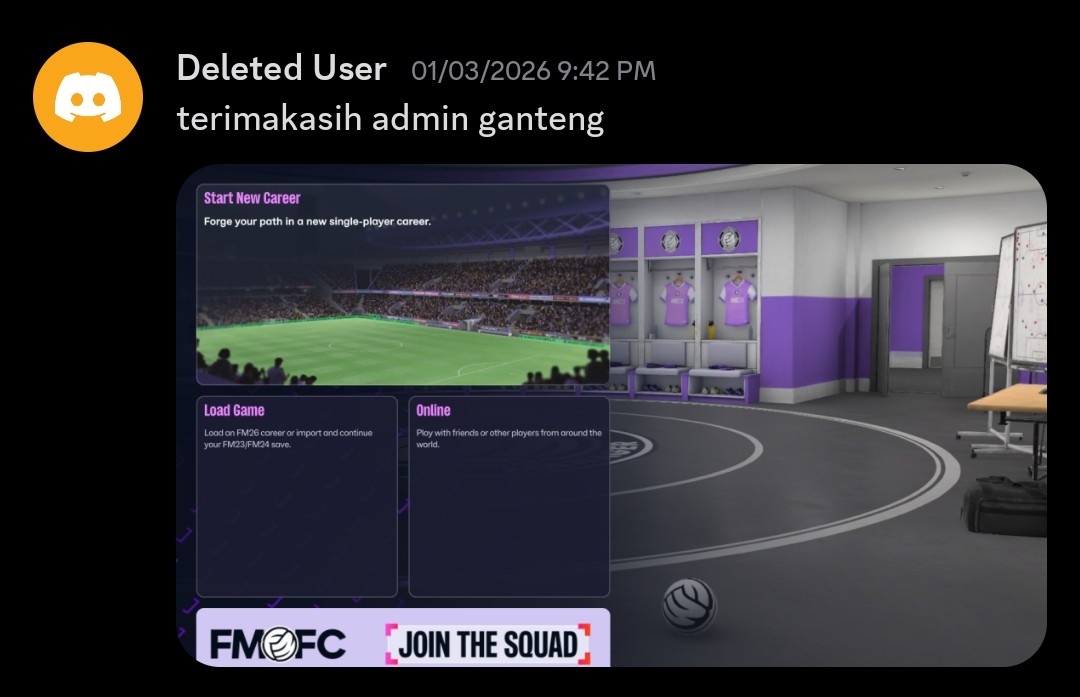 Deleted User 01/03/2026 9:42 PM
terimakasih admin ganteng
Start New Career
Forge your path in a new single-player career.
Load Game
Load an FM26 career or import and continue
your FM23/FM24 save.
Online
Play with friends or other players from around the
world.
FMFC
JOIN THE SQUAD